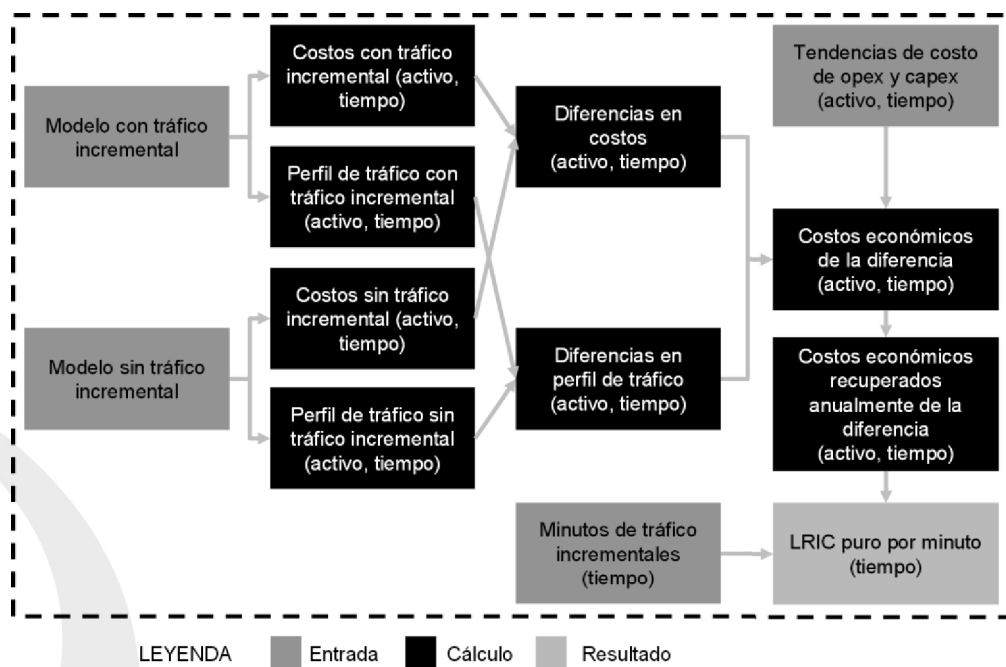 Modelo con tráfico
incremental
Modelo sin tráfico
incremental
Costos con tráfico
incremental (activo,
tiempo)
Perfil de tráfico con
tráfico incremental
(activo, tiempo)
Costos sin tráfico
incremental (activo,
tiempo)
Perfil de tráfico sin
tráfico incremental
(activo, tiempo)
Diferencias en
costos
(activo, tiempo)
Diferencias en
perfil de tráfico
(activo, tiempo)
Minutos de tráfico
incrementales
(tiempo)
Tendencias de costo
de opex y capex
(activo, tiempo)
Costos económicos
de la diferencia
(activo, tiempo)
Costos económicos
recuperados
anualmente de la
diferencia
(activo, tiempo)
LRIC puro por minuto
(tiempo)
LEYENDA
Entrada
Cálculo
Resultado